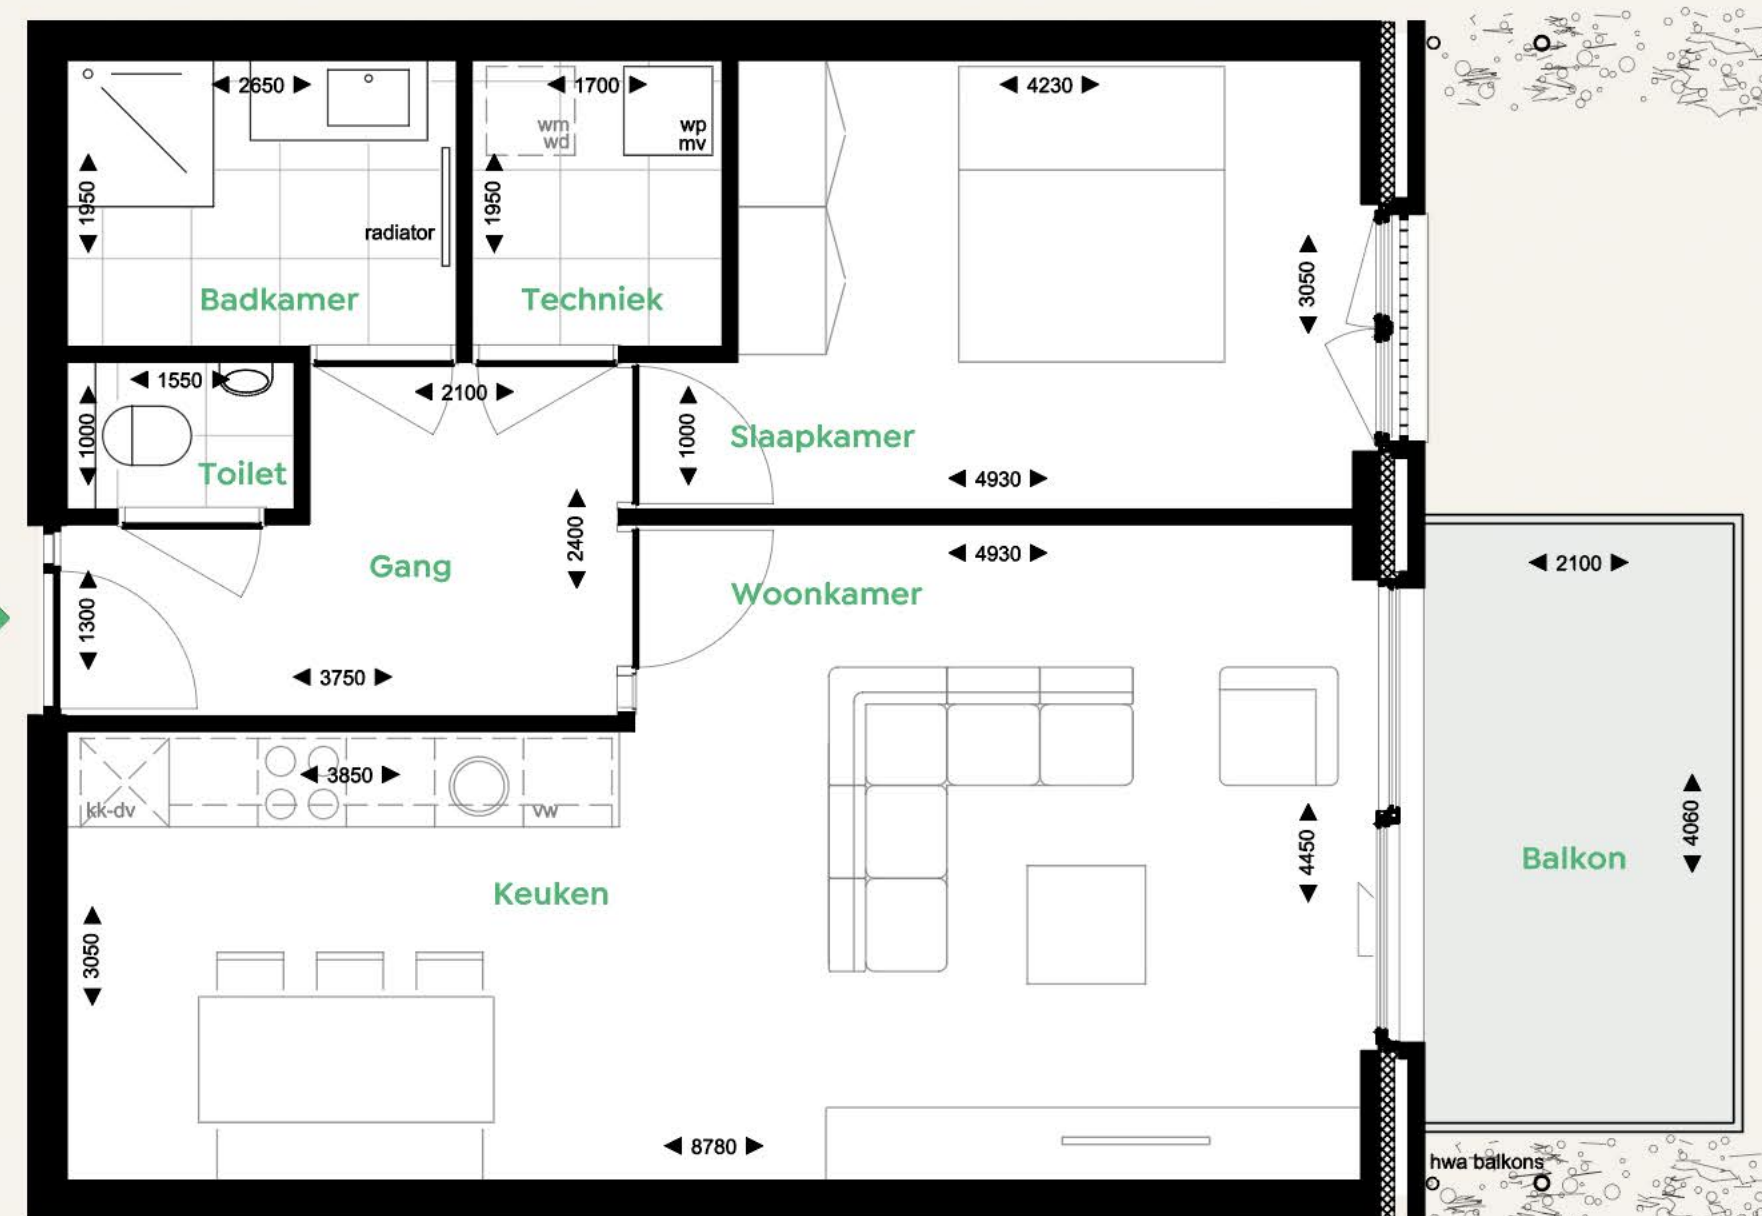 2650
1700
4230
wm
wd
wp
mv
1950
1950
radiator
3050
Badkamer
Techniek
1550
2100
1000
1000
Slaapkamer
Toilet
4930
2400
4930
2100
Gang
Woonkamer
1300
3750
3850
kk-dv
vw
4450
4060
Balkon
Keuken
3050
8780
hwa balkons